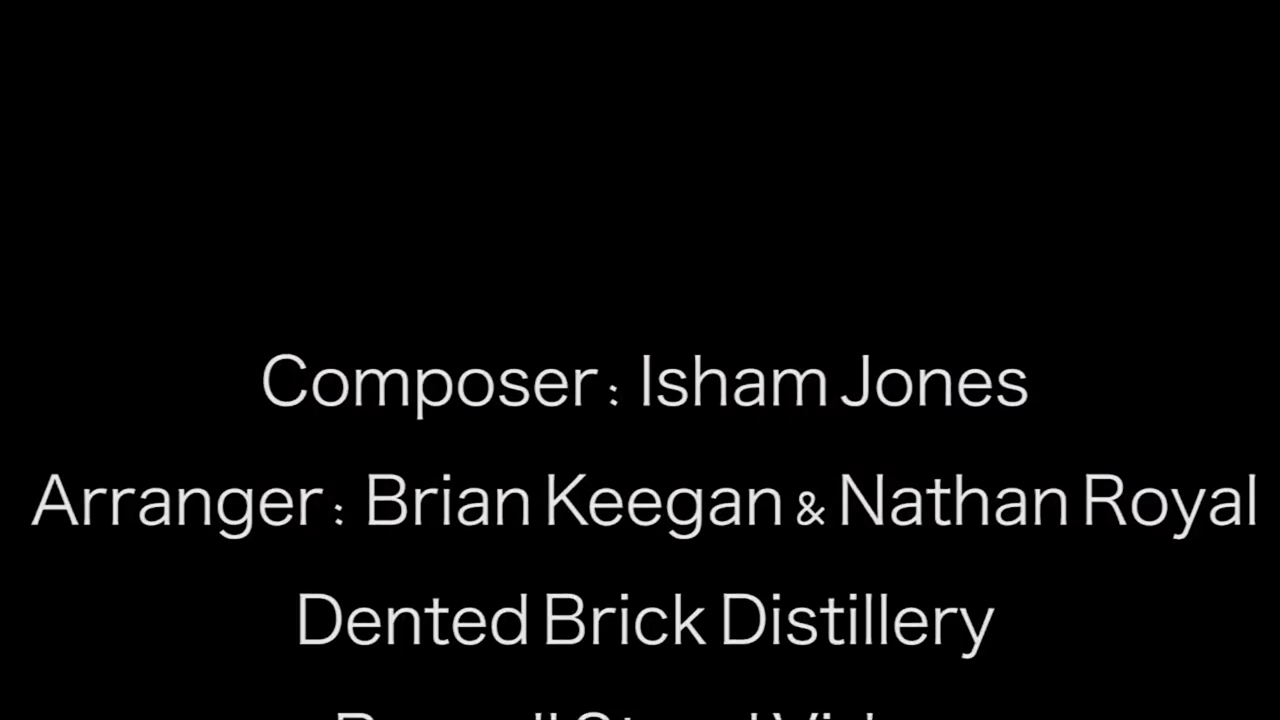 Composer: Isham Jones
Arranger: Brian Keegan & Nathan Royal
Dented Brick Distillery